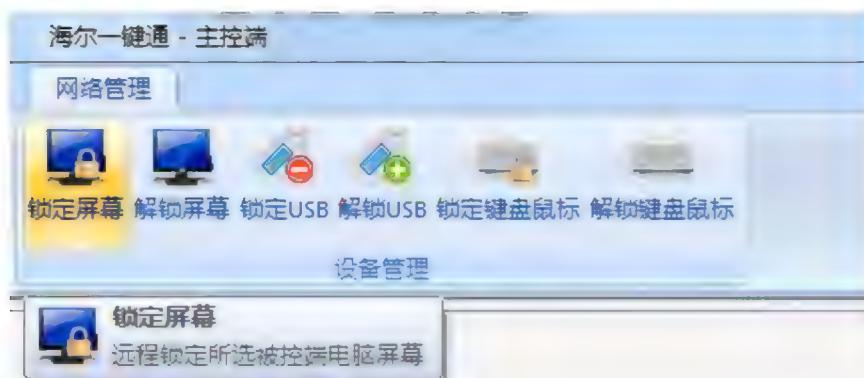 海尔一键通 - 主控端
网络管理
锁定屏幕 解锁屏幕 锁定USB 解锁USB 锁定键盘鼠标 解锁键盘鼠标
设备管理
锁定屏幕
远程锁定所选被控端电脑屏幕